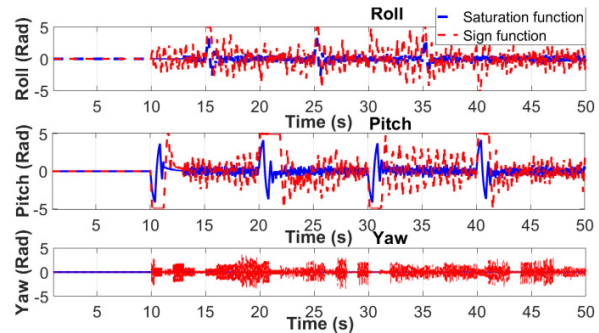 Roll
Saturation function
Sign function
Roll (Rad)
5
0
-5
5 10 15 20 25 30 35 40 45 50
Time (s)
Pitch
Pitch (Rad)
5
0
-5
5 10 15 20 25 30 35 40 45 50
Time (s)
Yaw
Yaw (Rad)
5
0
-5
5 10 15 20 25 30 35 40 45 50
Time (s)